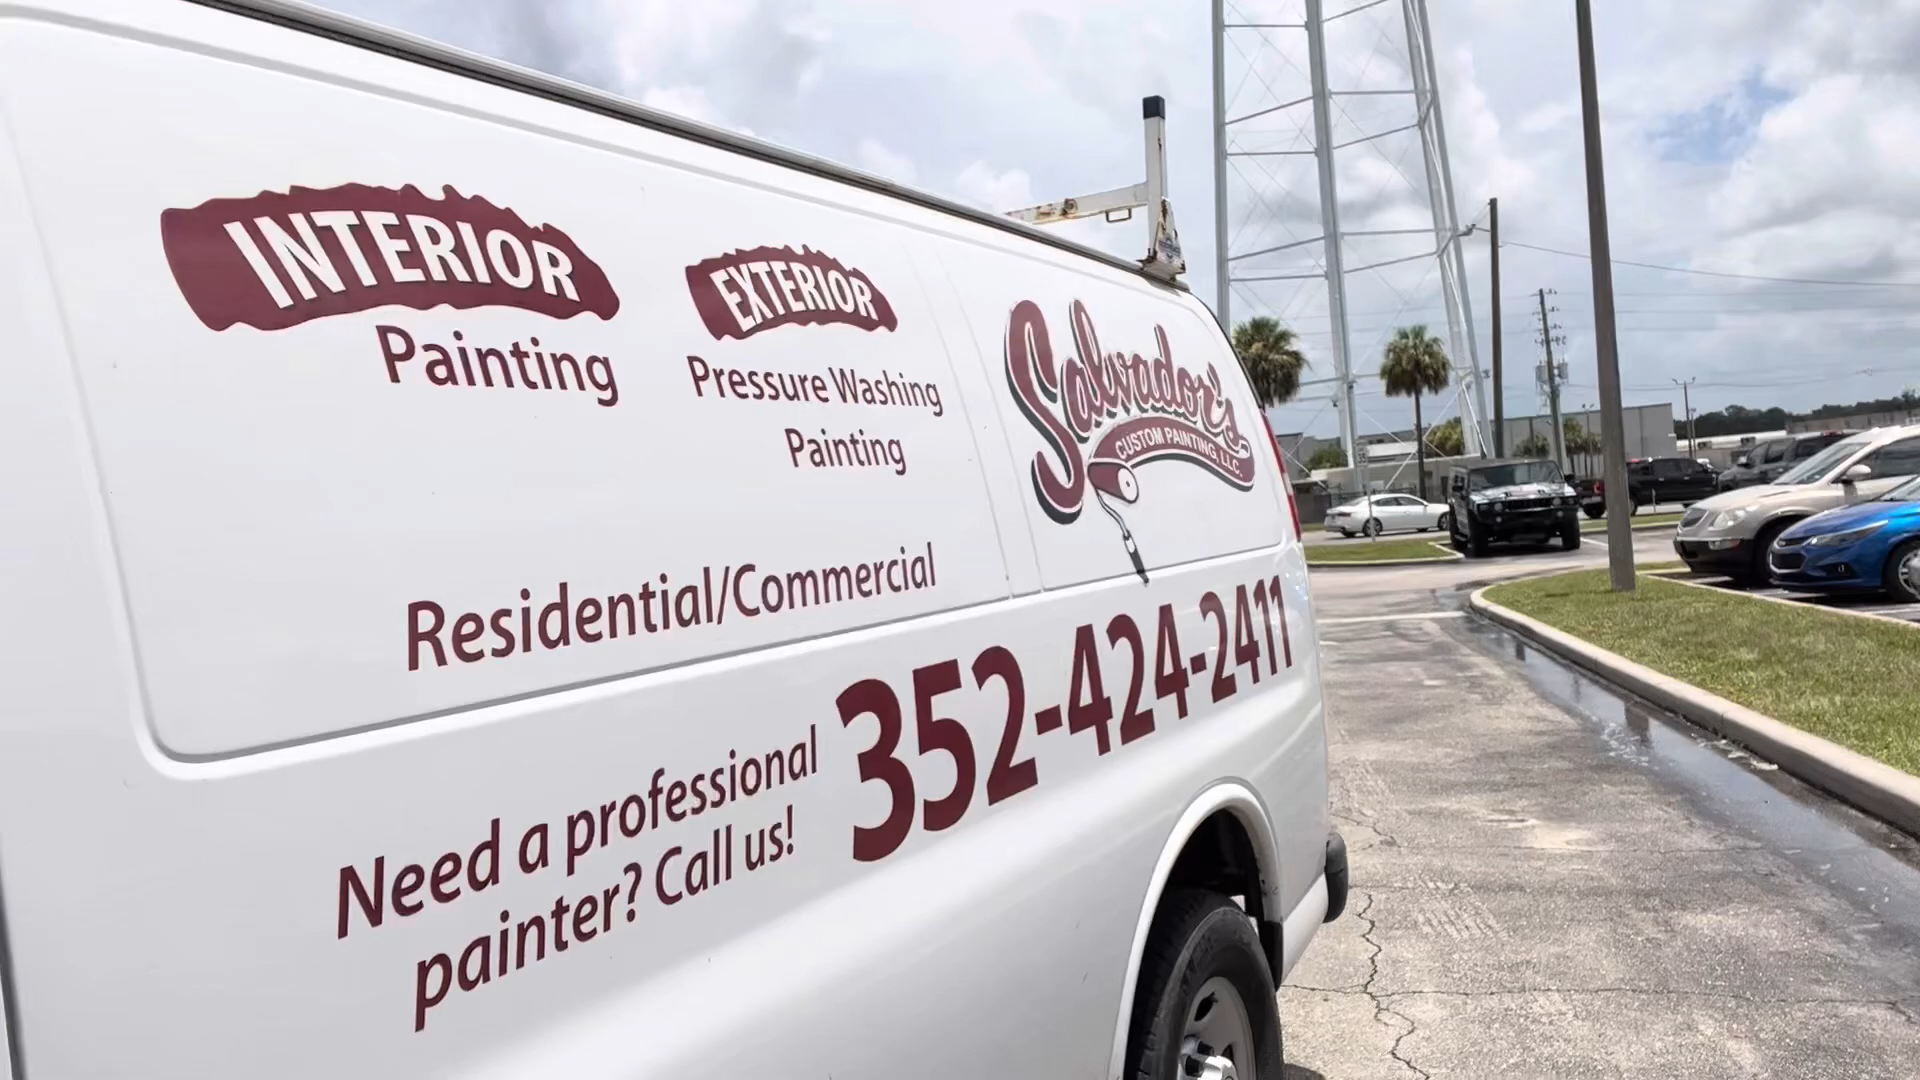 INTERIOR
Painting
EXTERIOR
Pressure Washing
Painting
Salvador's
CUSTOM PAINTING, LLC.
Residential/Commercial
Need a professional
painter? Call us!
352-424-2411